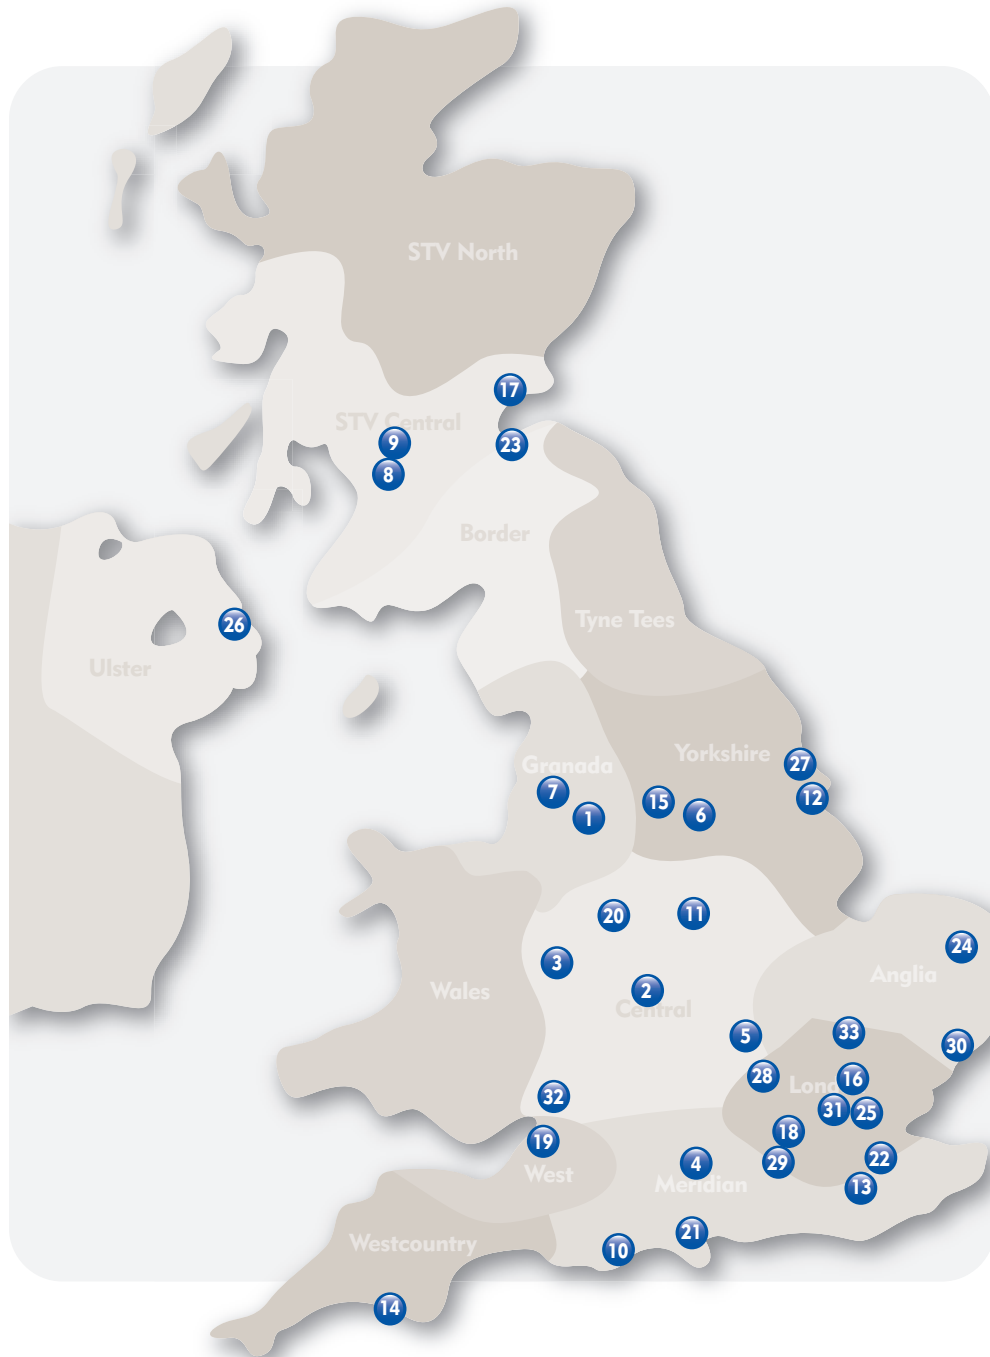 STV North
17
STV Central
9
23
8
Border
Tyne Tees
26
Ulster
Yorkshire
Granada
27
7
15
12
6
1
20
11
24
3
Anglia
Wales
2
Central
33
5
30
28
16
London
32
31
25
18
19
22
4
29
West
Meridian
13
21
Westcountry
10
14